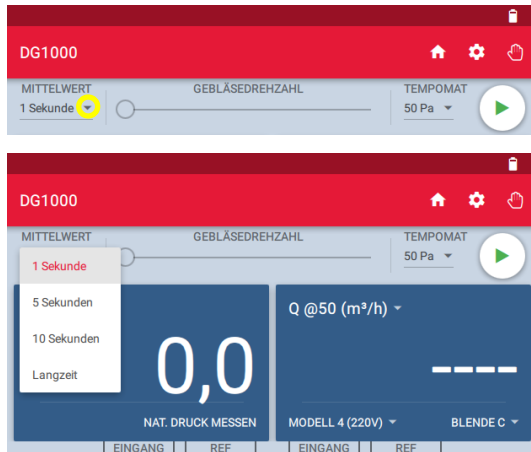 DG1000
MITTELWERT GEBLÄSEDREHZAHL TEMPOMAT
1 Sekunde 50 Pa
DG1000
MITTELWERT GEBLÄSEDREHZAHL TEMPOMAT
50 Pa
1 Sekunde
5 Sekunden
10 Sekunden
Langzeit
0,0
NAT. DRUCK MESSEN
Q @50 (m³/h)
----
MODELL 4 (220V) BLENDE C
EINGANG REF EINGANG REF